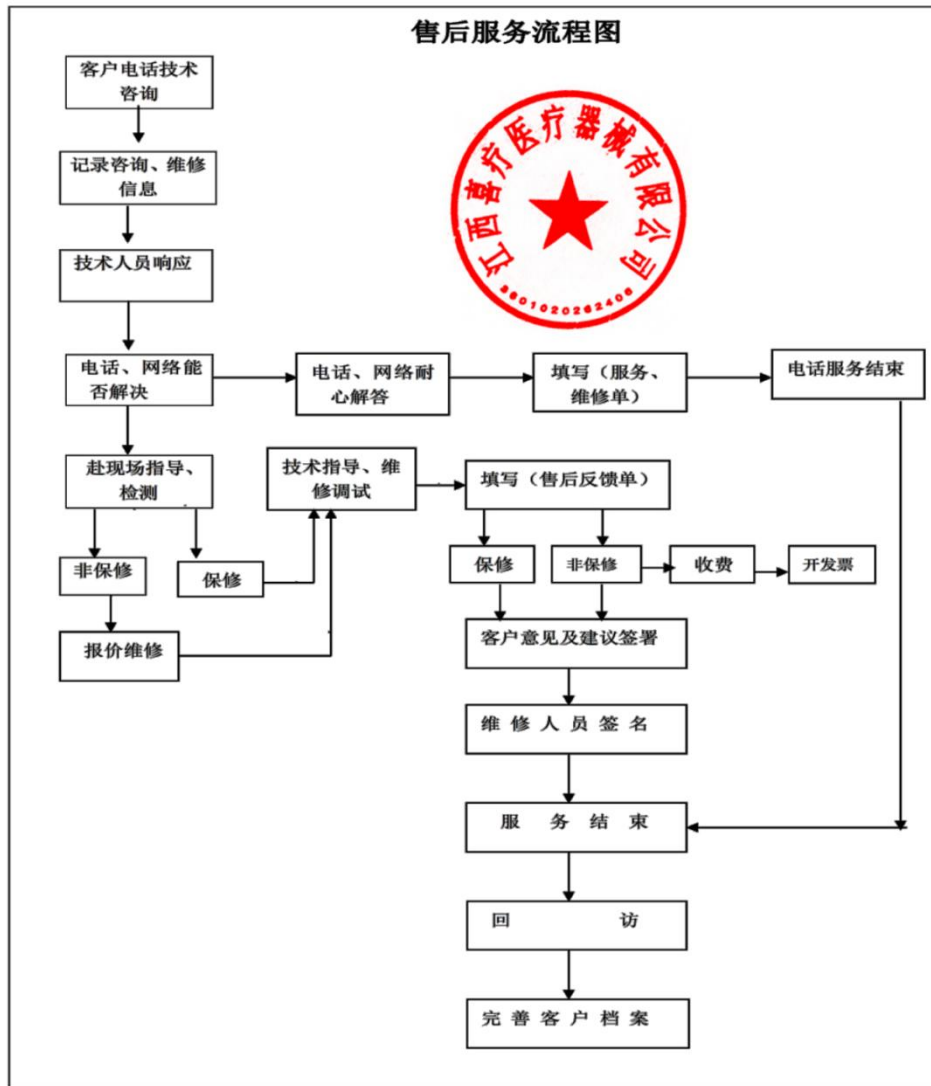 售后服务流程图
客户电话技术
咨询
江西喜疗医疗器械有限公司
3601020262406
记录咨询、维修
信息
技术人员响应
电话、网络能
否解决
电话、网络耐
心解答
填写（服务、
维修单）
电话服务结束
赴现场指导、
检测
技术指导、维
修调试
填写（售后反馈单）
非保修
保修
保修
非保修
收费
开发票
报价维修
客户意见及建议签署
维修人员签名
服务结束
回访
完善客户档案